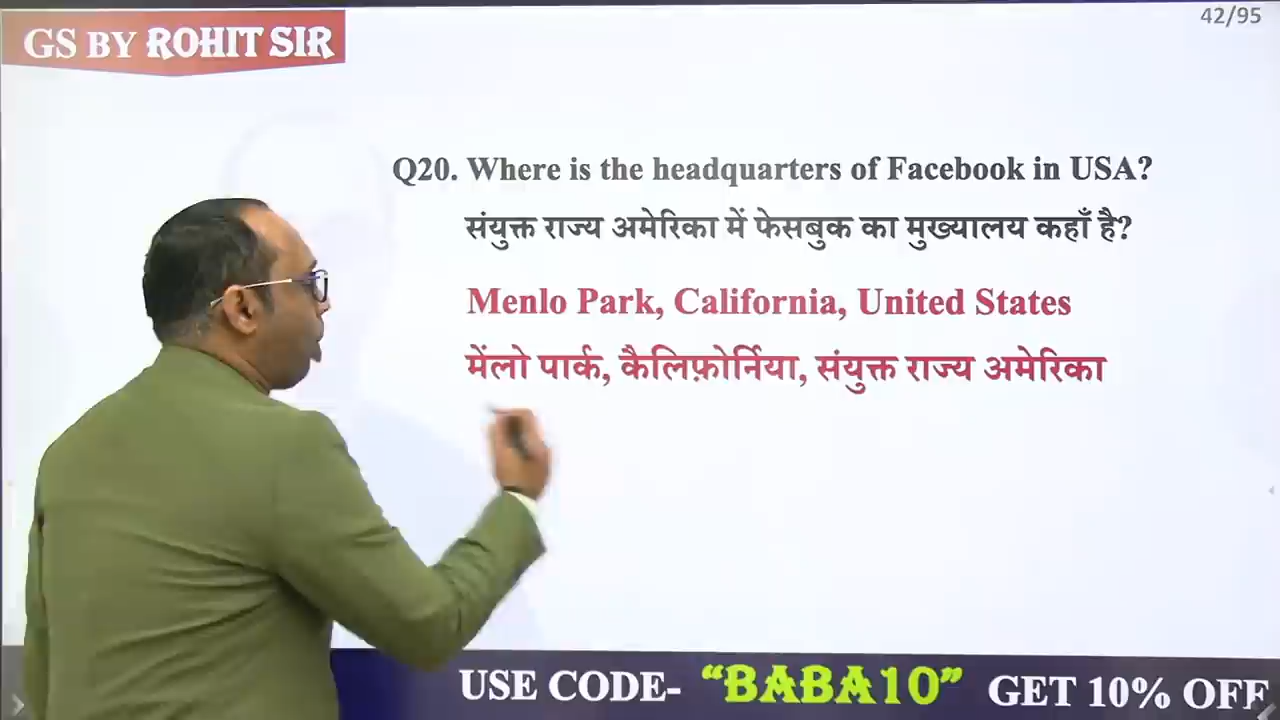 GS BY ROHIT SIR
42/95
Q20. Where is the headquarters of Facebook in USA?
संयुक्त राज्य अमेरिका में फेसबुक का मुख्यालय कहाँ है?
Menlo Park, California, United States
मेंलो पार्क, कैलिफ़ोर्निया, संयुक्त राज्य अमेरिका
USE CODE- “BABA10” GET 10% OFF